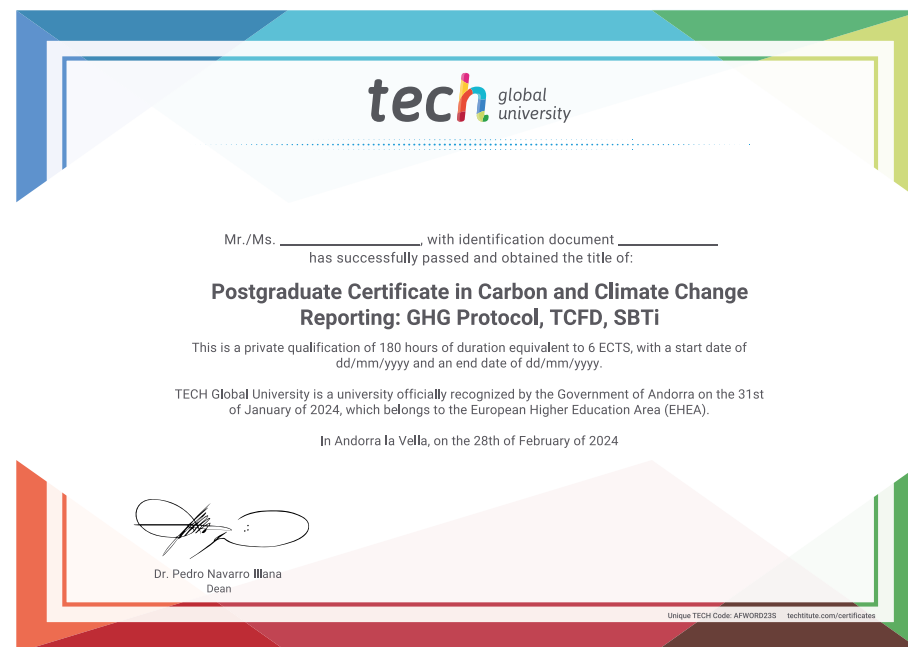 tech global
university
Mr./Ms. ____________, with identification document ____________
has successfully passed and obtained the title of:
Postgraduate Certificate in Carbon and Climate Change
Reporting: GHG Protocol, TCFD, SBTi
This is a private qualification of 180 hours of duration equivalent to 6 ECTS, with a start date of
dd/mm/yyyy and an end date of dd/mm/yyyy.
TECH Global University is a university officially recognized by the Government of Andorra on the 31st
of January of 2024, which belongs to the European Higher Education Area (EHEA).
In Andorra la Vella, on the 28th of February of 2024
Dr. Pedro Navarro Illana
Dean
Unique TECH Code: AFWORD23S techtitute.com/certificates